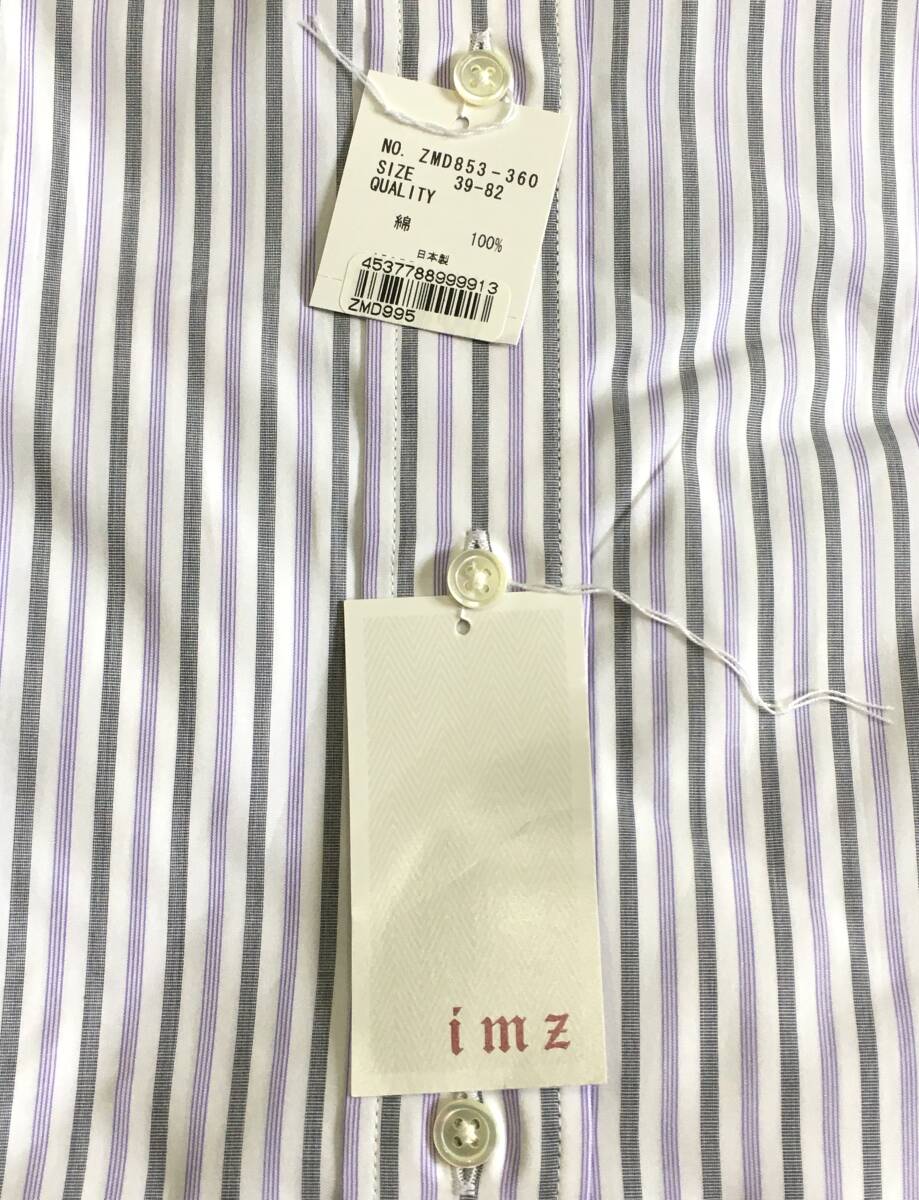 NO. ZMD853-360
SIZE 39-82
QUALITY
綿 100%
日本製
4537788999913
ZMD995
imz